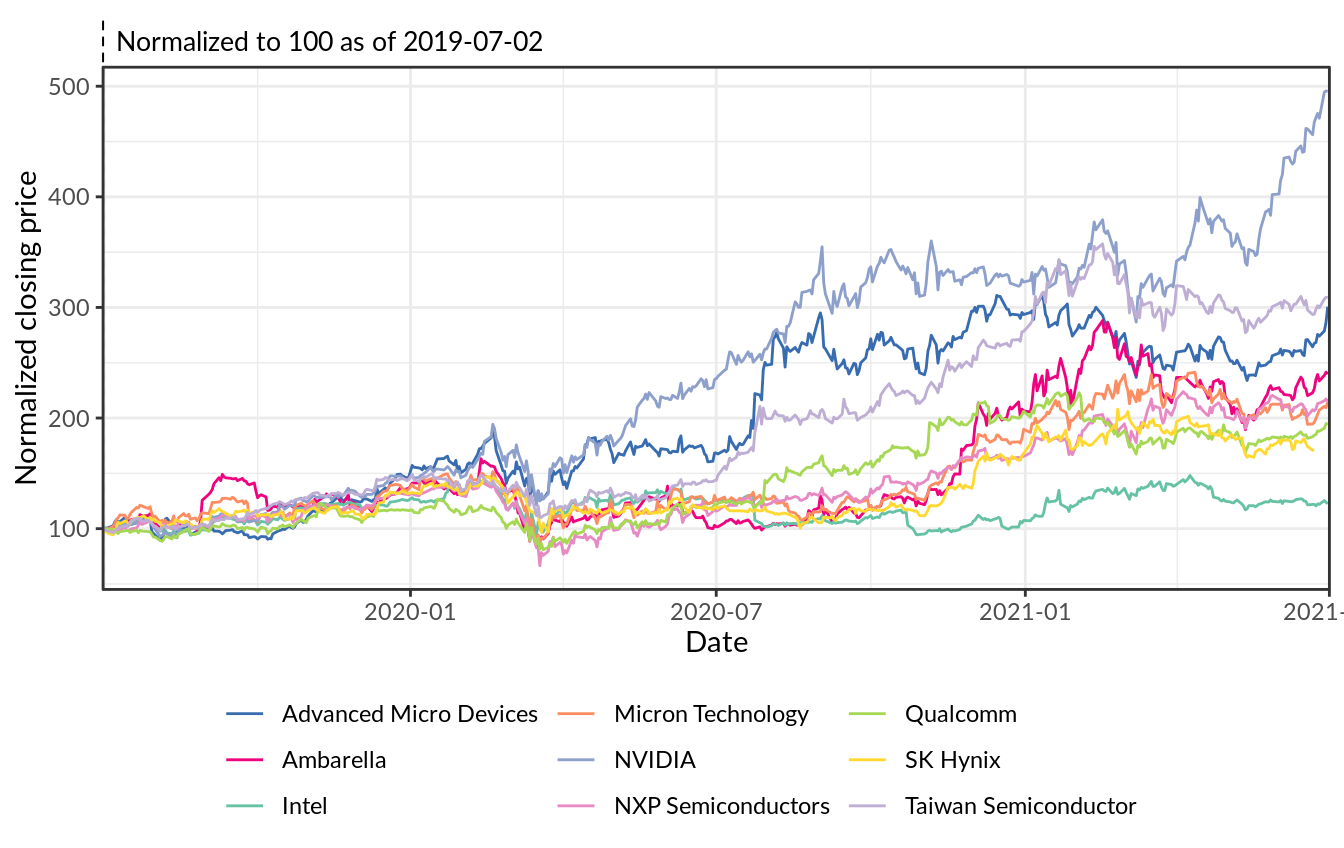 Normalized to 100 as of 2019-07-02
Normalized closing price
500
400
300
200
100
2020-01
2020-07
2021-01
2021-
Date
Advanced Micro Devices
Micron Technology
Qualcomm
Ambarella
NVIDIA
SK Hynix
Intel
NXP Semiconductors
Taiwan Semiconductor